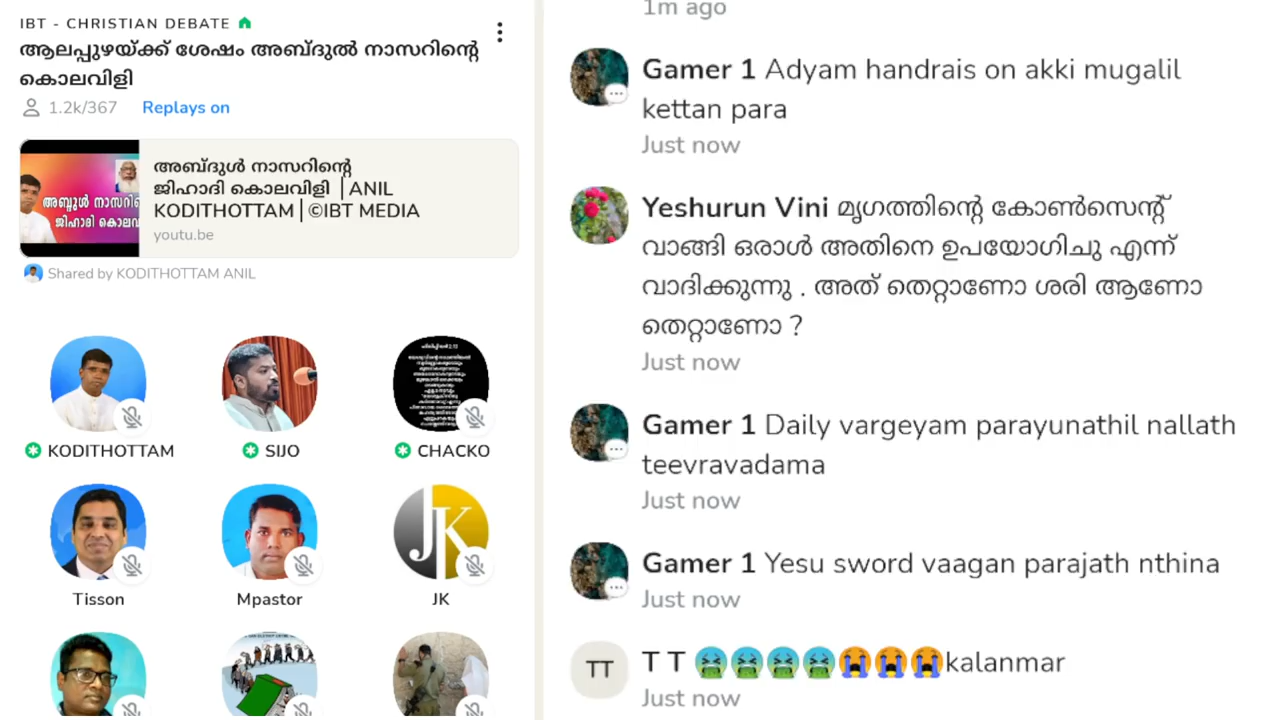 IBT - CHRISTIAN DEBATE
ആലപ്പുഴയ്ക്ക് ശേഷം അബ്ദുൽ നാസറിൻ്റെ
കൊലവിളി
1.2k/367 Replays on
അബ്ദുൾ നാസറിൻ്റെ
ജിഹാദി കൊലവിളി | ANIL
KODITHOTTAM | ©IBT MEDIA
youtu.be
അബ്ദുൾ നാസറിൻ
ജിഹാദി കൊലവ
Shared by KODITHOTTAM ANIL
KODITHOTTAM
SIJO
CHACKO
Tisson
Mpastor
JK
JK
1m ago
Gamer 1 Adyam handrais on akki mugalil
kettan para
Just now
Yeshurun Vini മൃഗത്തിൻ്റെ കോൺസെൻ്റ്
വാങ്ങി ഒരാൾ അതിനെ ഉപയോഗിചു എന്ന്
വാദിക്കുന്നു . അത് തെറ്റാണോ ശരി ആണോ
തെറ്റാണോ ?
Just now
Gamer 1 Daily vargeyam parayunathil nallath
teevravadama
Just now
Gamer 1 Yesu sword vaagan parajath nthina
Just now
TT
T T 🤮🤮🤮🤮😭😭😭kalanmar
Just now